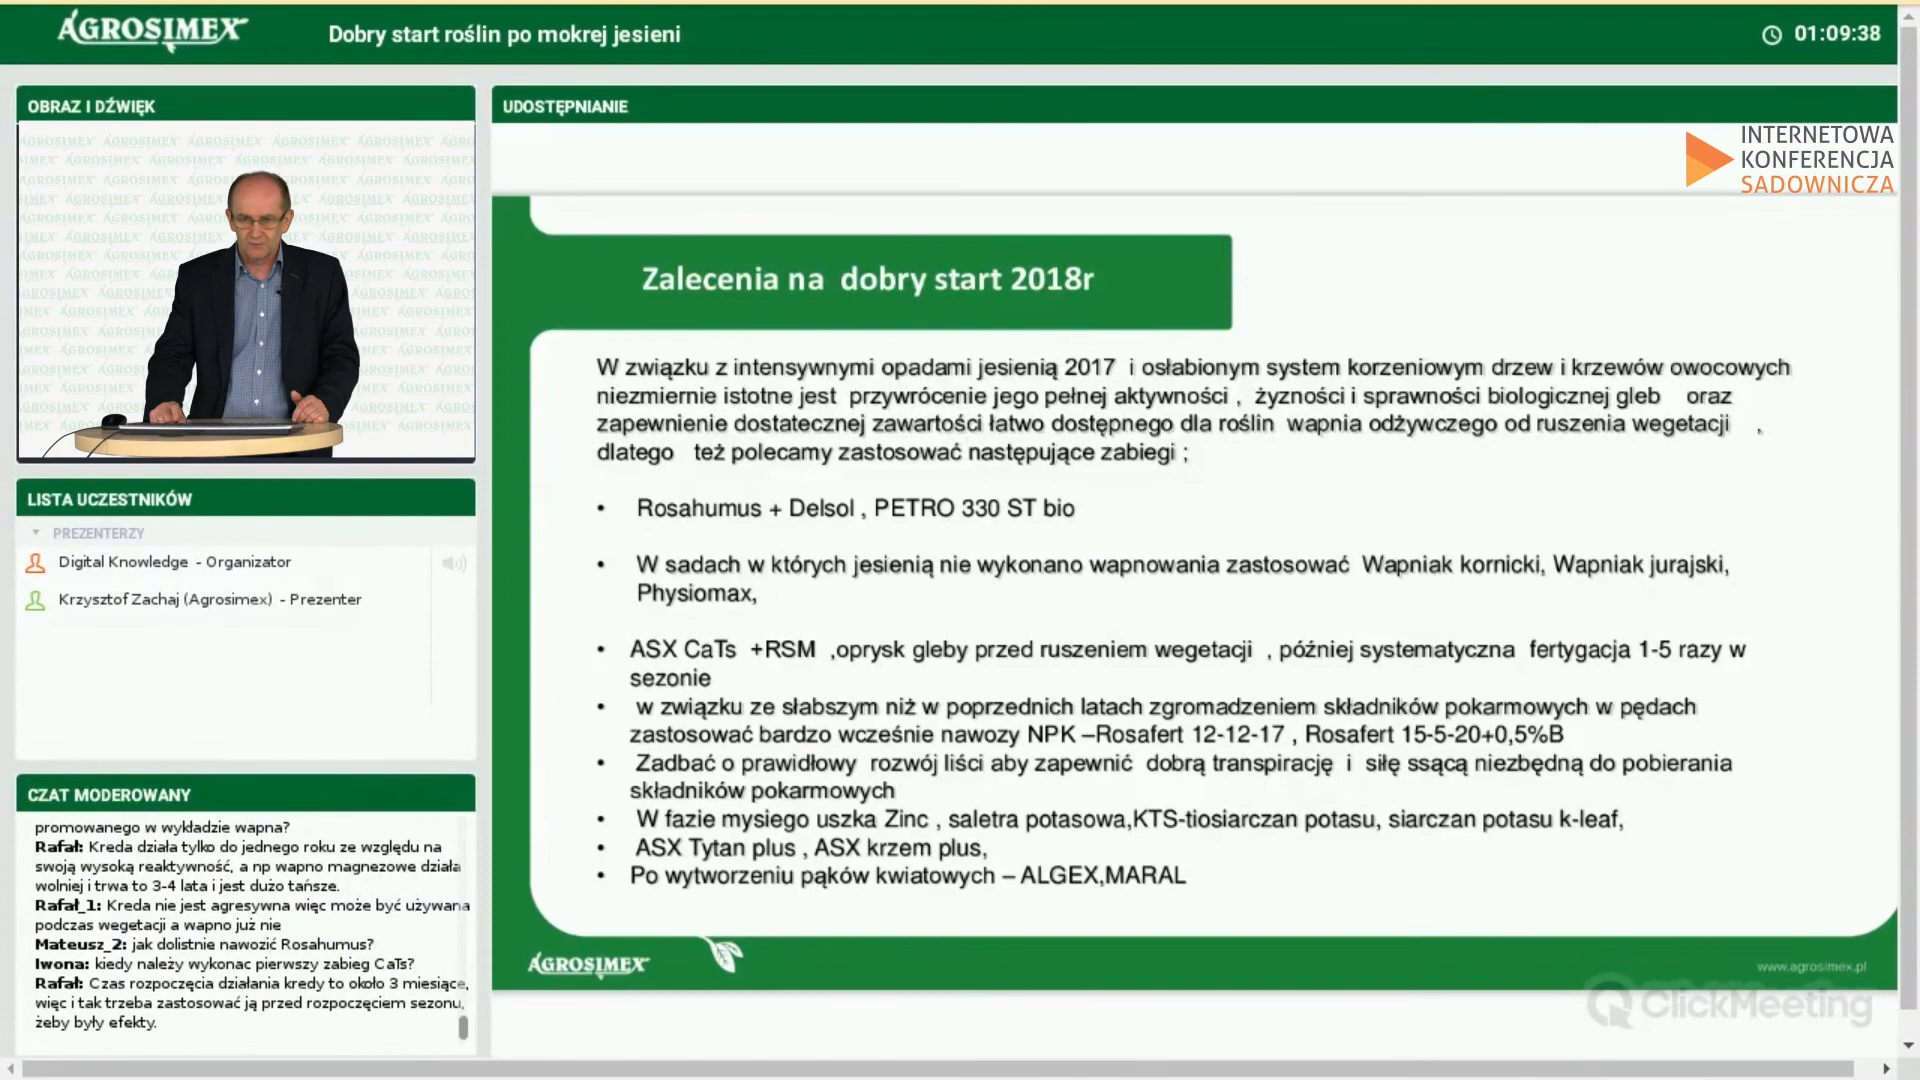 AGROSIMEX
Dobry start roślin po mokrej jesieni
01:09:38
OBRAZ I DŹWIĘK
UDOSTĘPNIANIE
INTERNETOWA
KONFERENCJA
SADOWNICZA
Zalecenia na dobry start 2018r
W związku z intensywnymi opadami jesienią 2017 i osłabionym system korzeniowym drzew i krzewów owocowych
niezmiernie istotne jest przywrócenie jego pełnej aktywności , żyzności i sprawności biologicznej gleb oraz
zapewnienie dostatecznej zawartości łatwo dostępnego dla roślin wapnia odżywczego od ruszenia wegetacji ,
dlatego też polecamy zastosować następujące zabiegi ;
• Rosahumus + Delsol , PETRO 330 ST bio
• W sadach w których jesienią nie wykonano wapnowania zastosować Wapniak kornicki, Wapniak jurajski,
Physiomax,
• ASX CaTs +RSM ,oprysk gleby przed ruszeniem wegetacji , później systematyczna fertygacja 1-5 razy w
sezonie
• w związku ze słabszym niż w poprzednich latach zgromadzeniem składników pokarmowych w pędach
zastosować bardzo wcześnie nawozy NPK –Rosafert 12-12-17 , Rosafert 15-5-20+0,5%B
• Zadbać o prawidłowy rozwój liści aby zapewnić dobrą transpirację i siłę ssącą niezbędną do pobierania
składników pokarmowych
• W fazie mysiego uszka Zinc , saletra potasowa,KTS-tiosiarczan potasu, siarczan potasu k-leaf,
• ASX Tytan plus , ASX krzem plus,
• Po wytworzeniu pąków kwiatowych – ALGEX,MARAL
AGROSIMEX
www.agrosimex.pl
ClickMeeting
LISTA UCZESTNIKÓW
PREZENTERZY
Digital Knowledge - Organizator
Krzysztof Zachaj (Agrosimex) - Prezenter
CZAT MODEROWANY
promowanego w wykładzie wapna?
Rafał: Kreda działa tylko do jednego roku ze względu na
swoją wysoką reaktywność, a np wapno magnezowe działa
wolniej i trwa to 3-4 lata i jest dużo tańsze.
Rafał_1: Kreda nie jest agresywna więc może być używana
podczas wegetacji a wapno już nie
Mateusz_2: jak dolistnie nawozić Rosahumus?
Iwona: kiedy należy wykonac pierwszy zabieg CaTs?
Rafał: Czas rozpoczęcia działania kredy to około 3 miesiące,
więc i tak trzeba zastosować ją przed rozpoczęciem sezonu,
żeby były efekty.